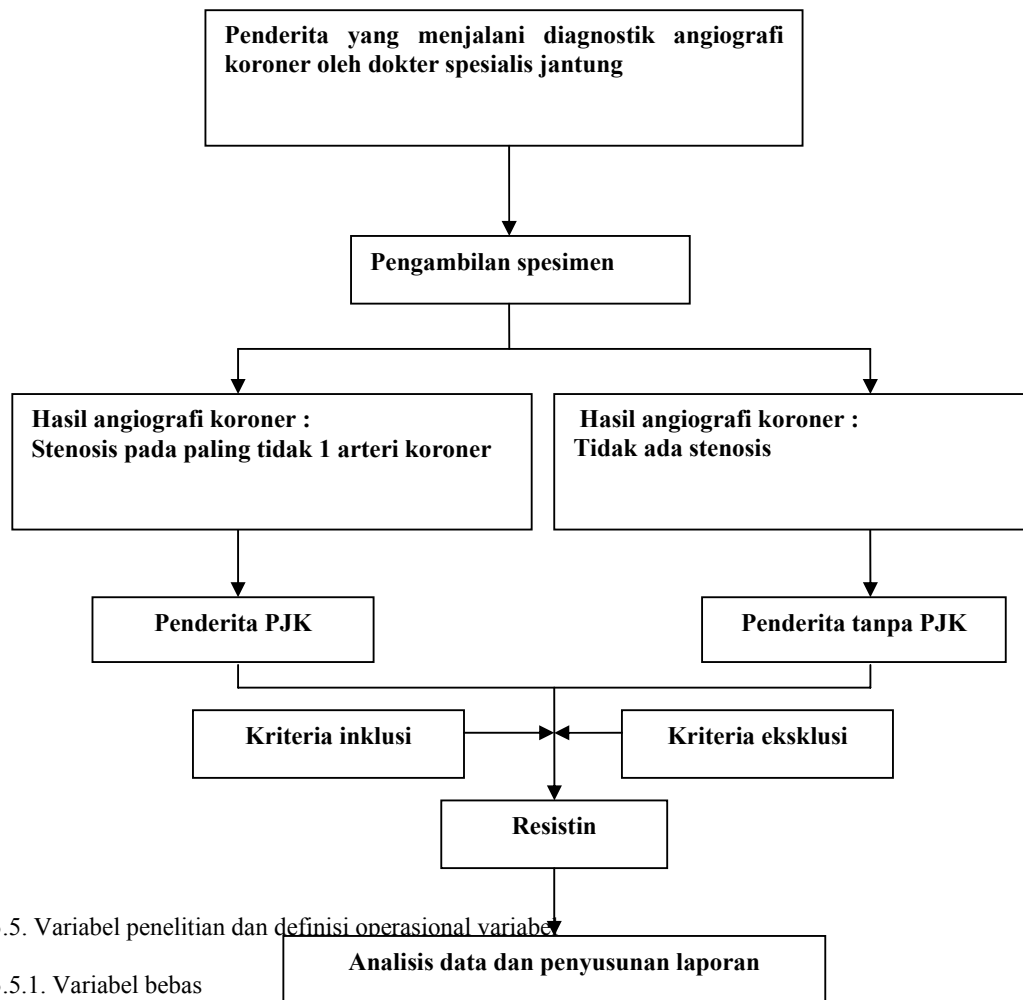 Penderita yang menjalani diagnostik angiografi
koroner oleh dokter spesialis jantung
Pengambilan spesimen
Hasil angiografi koroner :
Stenosis pada paling tidak 1 arteri koroner
Hasil angiografi koroner :
Tidak ada stenosis
Penderita PJK
Penderita tanpa PJK
Kriteria inklusi
Kriteria eksklusi
Resistin
.5. Variabel penelitian dan definisi operasional variabel
Analisis data dan penyusunan laporan
.5.1. Variabel bebas